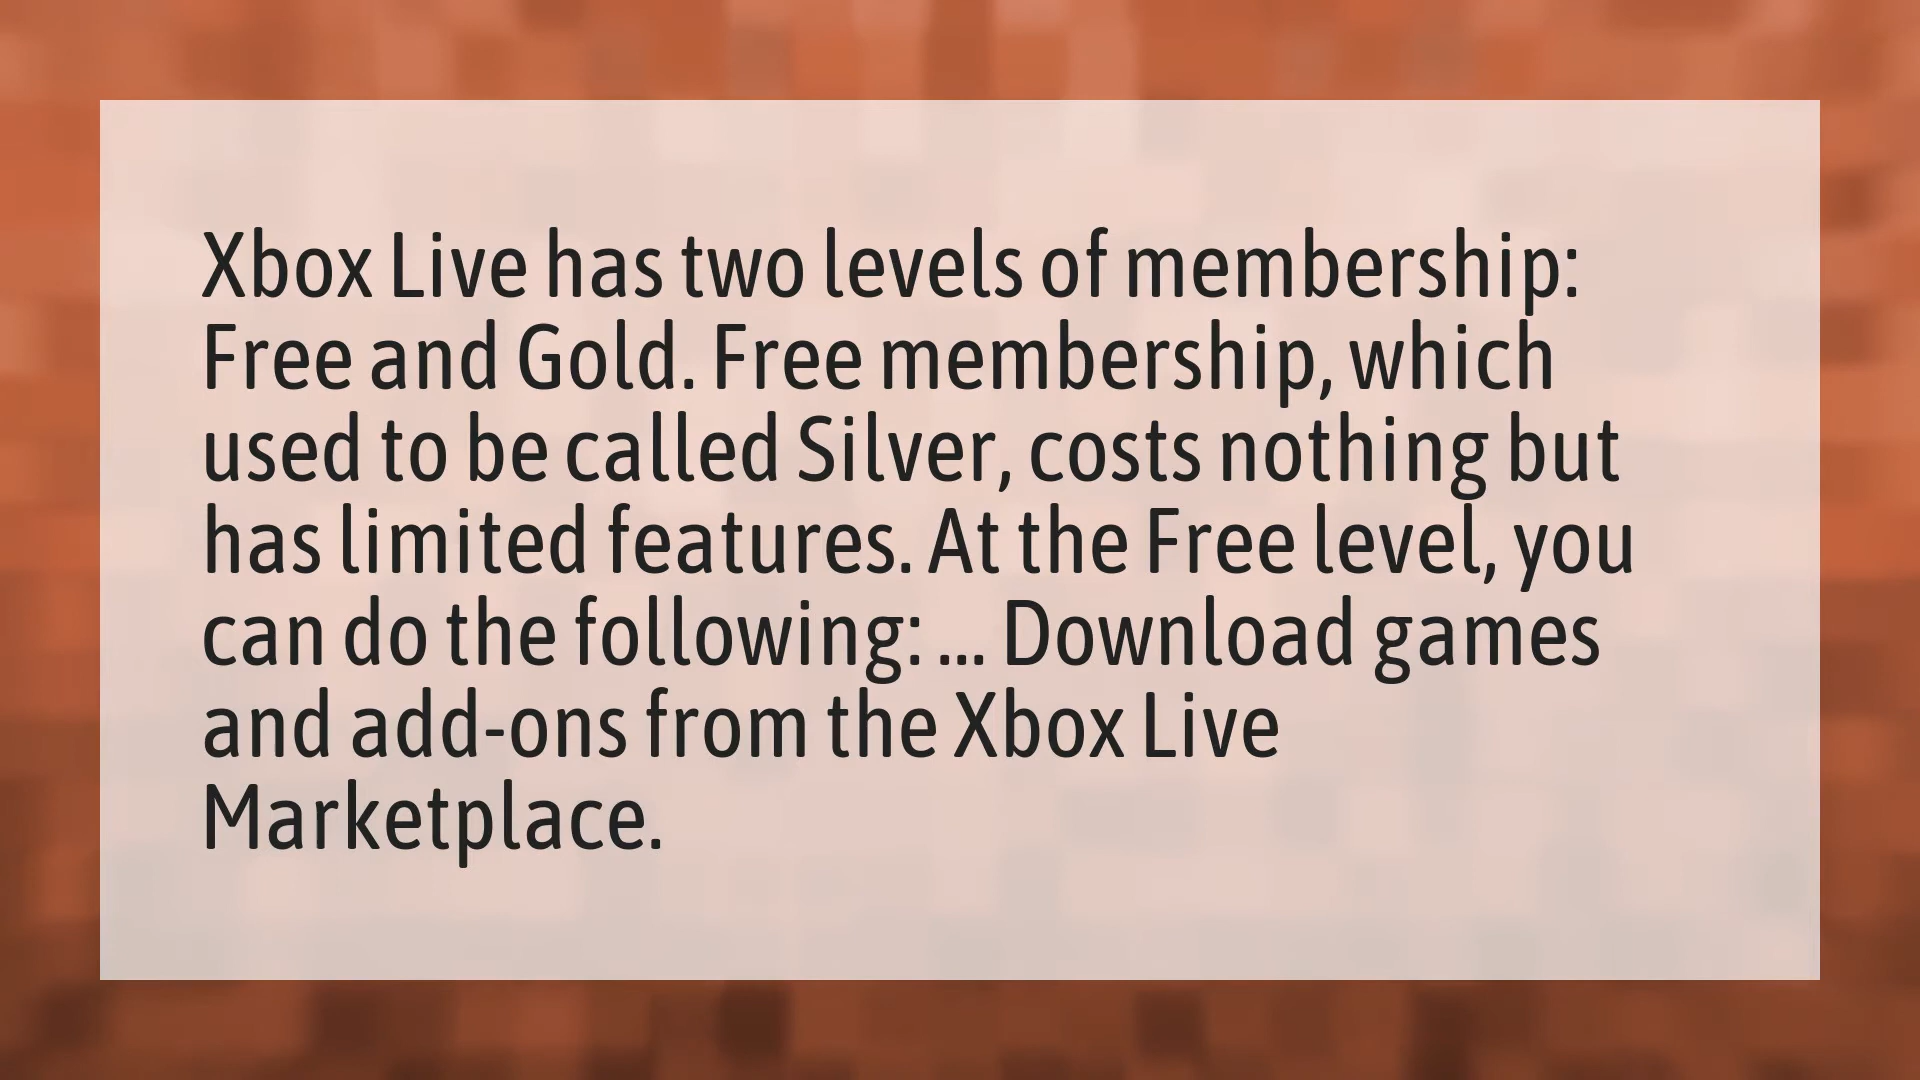 Xbox Live has two levels of membership:
Free and Gold. Free membership, which
used to be called Silver, costs nothing but
has limited features. At the Free level, you
can do the following: ... Download games
and add-ons from the Xbox Live
Marketplace.